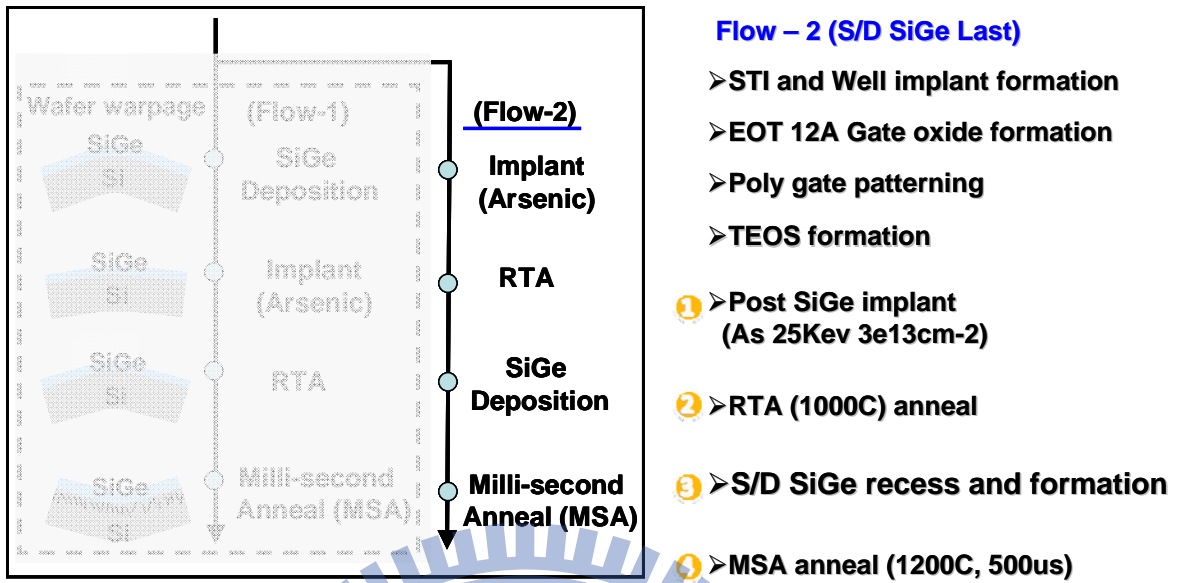 Wafer warpage
SiGe
Si
SiGe
Si
SiGe
Si
SiGe
Si
(Flow-1)
SiGe
Deposition
Implant
(Arsenic)
RTA
Milli-second
Anneal (MSA)
(Flow-2)
Implant
(Arsenic)
RTA
SiGe
Deposition
Milli-second
Anneal (MSA)
Flow – 2 (S/D SiGe Last)
➢STI and Well implant formation
➢EOT 12A Gate oxide formation
➢Poly gate patterning
➢TEOS formation
1 ➢Post SiGe implant
(As 25Kev 3e13cm-2)
2 ➢RTA (1000C) anneal
3 ➢S/D SiGe recess and formation
➢MSA anneal (1200C, 500us)